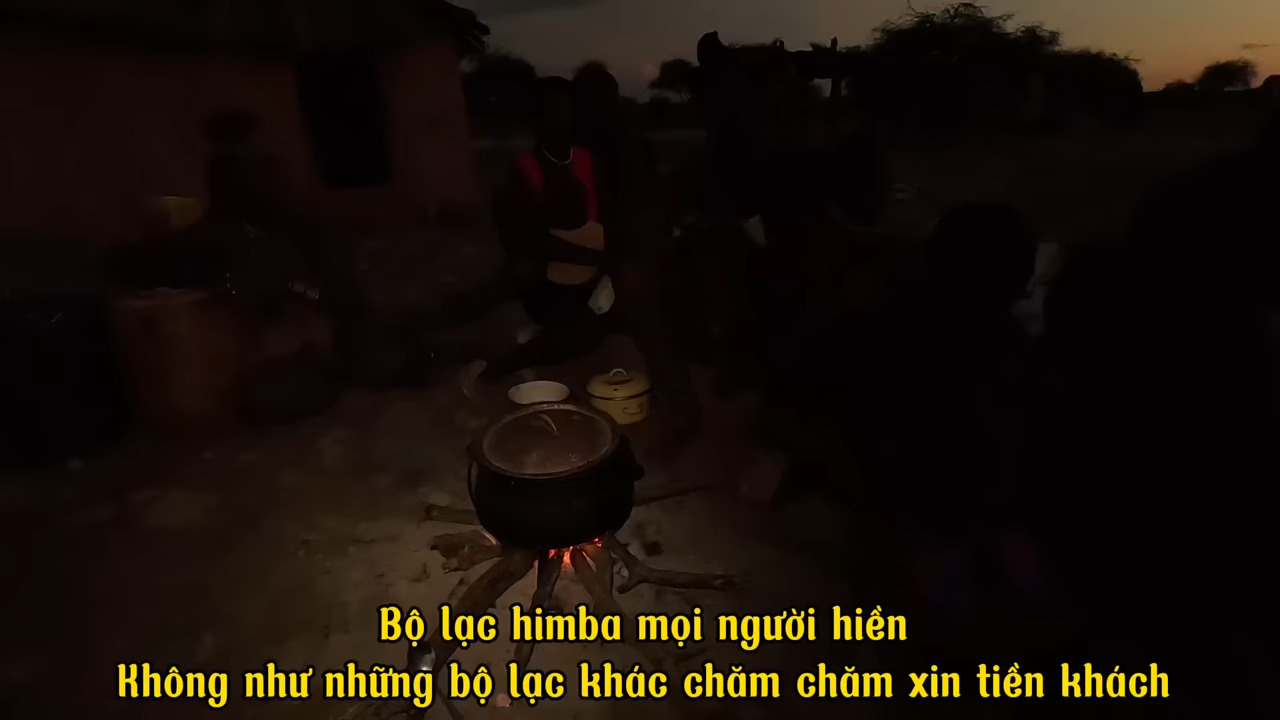 Bộ lạc himba mọi người hiền
Không như những bộ lạc khác chăm chăm xin tiền khách